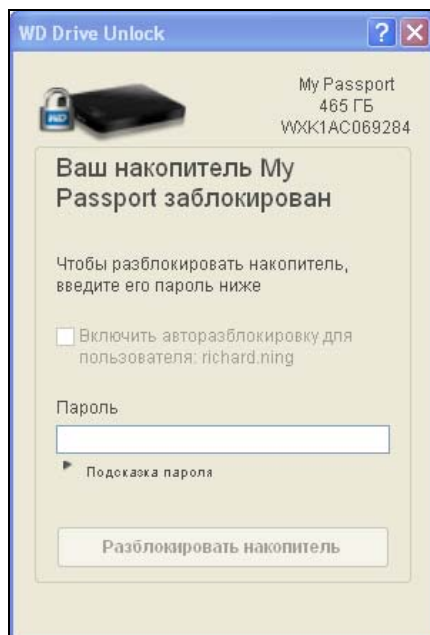 WD Drive Unlock
?
WD
My Passport
465 ГБ
WXK1AC069284
Ваш накопитель My
Passport заблокирован
Чтобы разблокировать накопитель,
введите его пароль ниже
Включить авторазблокировку для
пользователя: richard.ning
Пароль
Подсказка пароля
Разблокировать накопитель